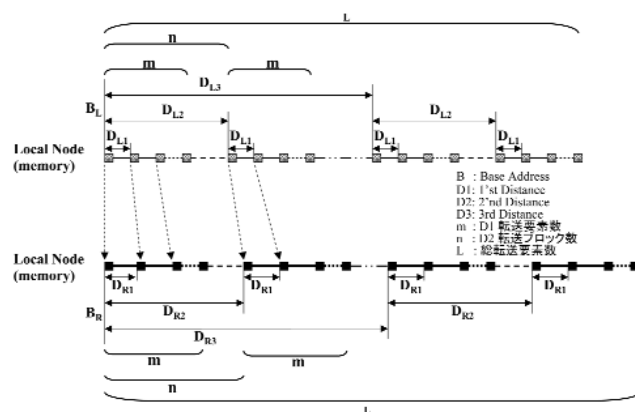 L
n
m m
D_L3
B_L D_L2 D_L2
D_L1 D_L1 D_L1 D_L1
Local Node
(memory)
B : Base Address
D1: 1'st Distance
D2: 2'nd Distance
D3: 3rd Distance
m : D1 転送要素数
n : D2 転送ブロック数
L : 総転送要素数
Local Node
(memory)
D_R1 D_R1 D_R1 D_R1
B_R D_R2 D_R2
D_R3
m m
n
L